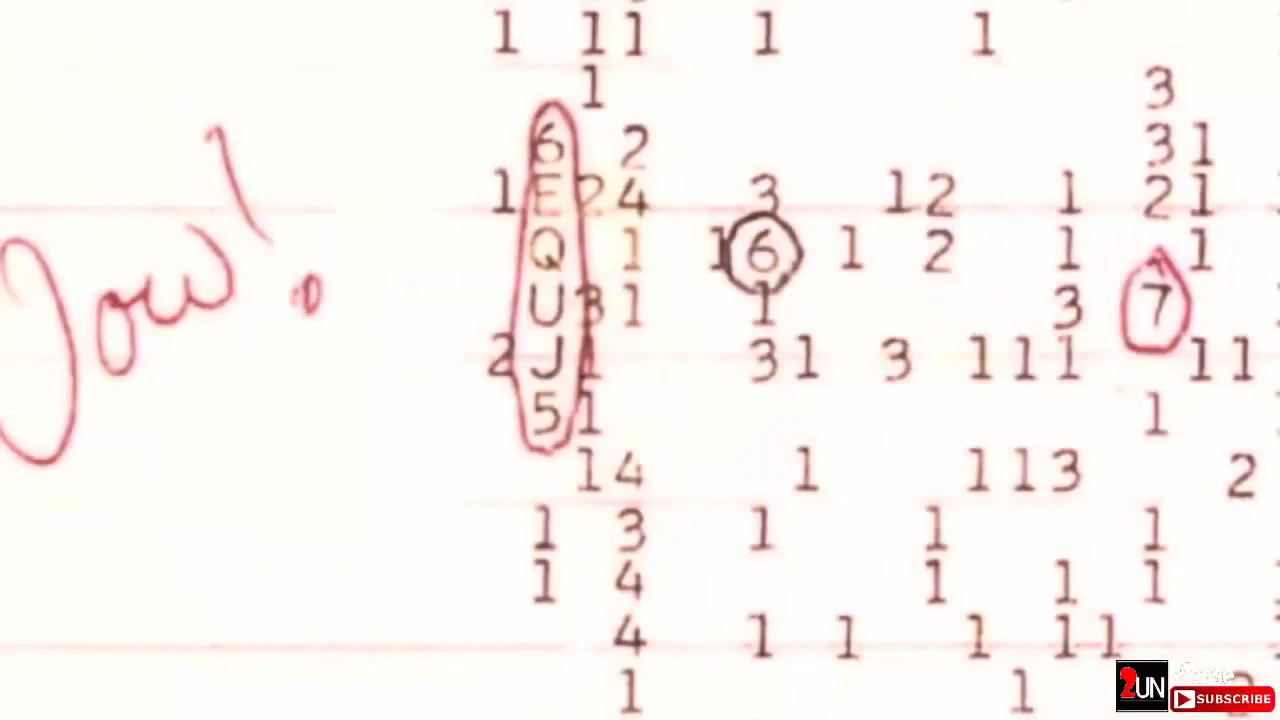 1 11 1 1
1 3
6 2 31
1E24 3 12 1 21
Q 1 16 1 2 1 1
U31 1 3 7
2J1 31 3 111 11
51 1
14 1 113 2
1 3 1 1 1
1 4 1 1 1
4 1 1 1 11
1 1 2
2UN
SUBSCRIBE